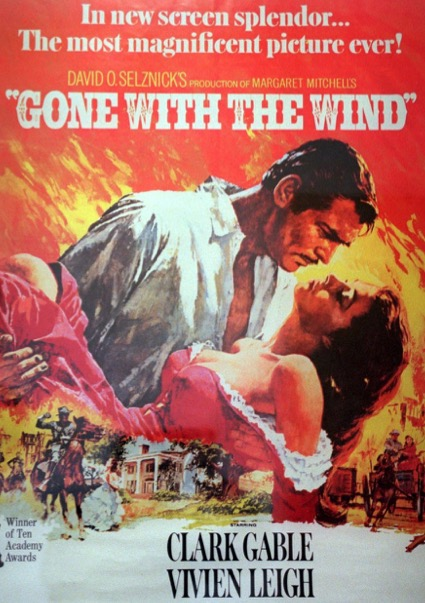 In new screen splendor...
The most magnificent picture ever!
DAVID O. SELZNICK'S PRODUCTION OF MARGARET MITCHELL'S
"GONE WITH THE WIND"
Winner
of Ten
Academy
Awards
STARRING
CLARK GABLE
VIVIEN LEIGH